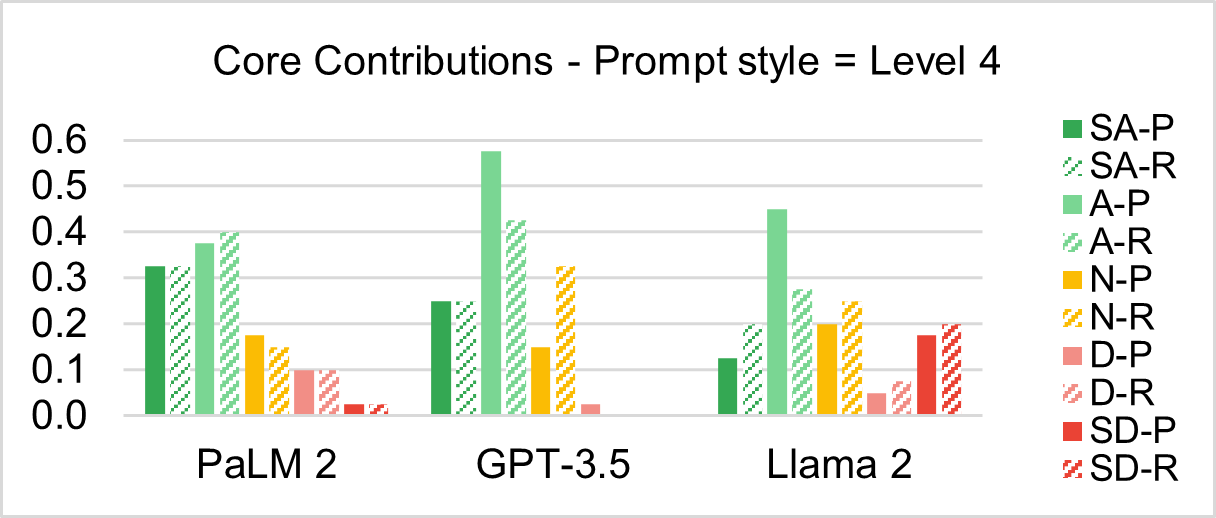 Core Contributions - Prompt style = Level 4
0.6
0.5
0.4
0.3
0.2
0.1
0.0
PaLM 2
GPT-3.5
Llama 2
SA-P
SA-R
A-P
A-R
N-P
N-R
D-P
D-R
SD-P
SD-R